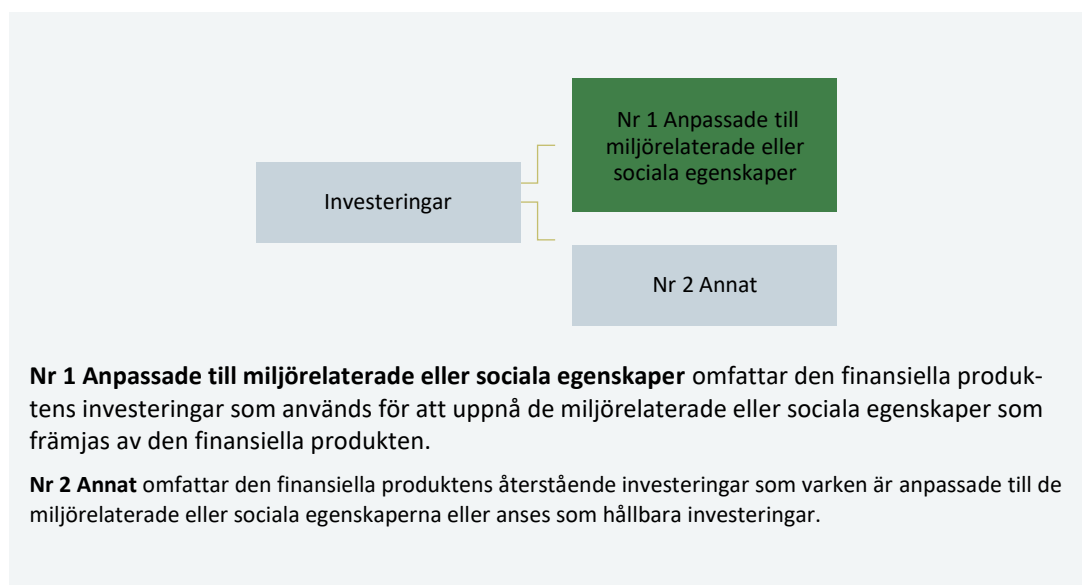 Nr 1 Anpassade till
miljörelaterade eller
sociala egenskaper
Investeringar
Nr 2 Annat
Nr 1 Anpassade till miljörelaterade eller sociala egenskaper omfattar den finansiella produk-
tens investeringar som används för att uppnå de miljörelaterade eller sociala egenskaper som
främjas av den finansiella produkten.
Nr 2 Annat omfattar den finansiella produktens återstående investeringar som varken är anpassade till de
miljörelaterade eller sociala egenskaperna eller anses som hållbara investeringar.